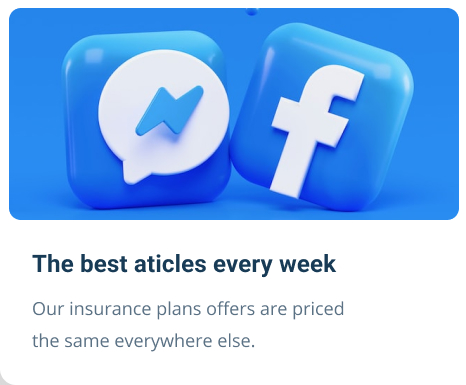 The best aticles every week
Our insurance plans offers are priced
the same everywhere else.